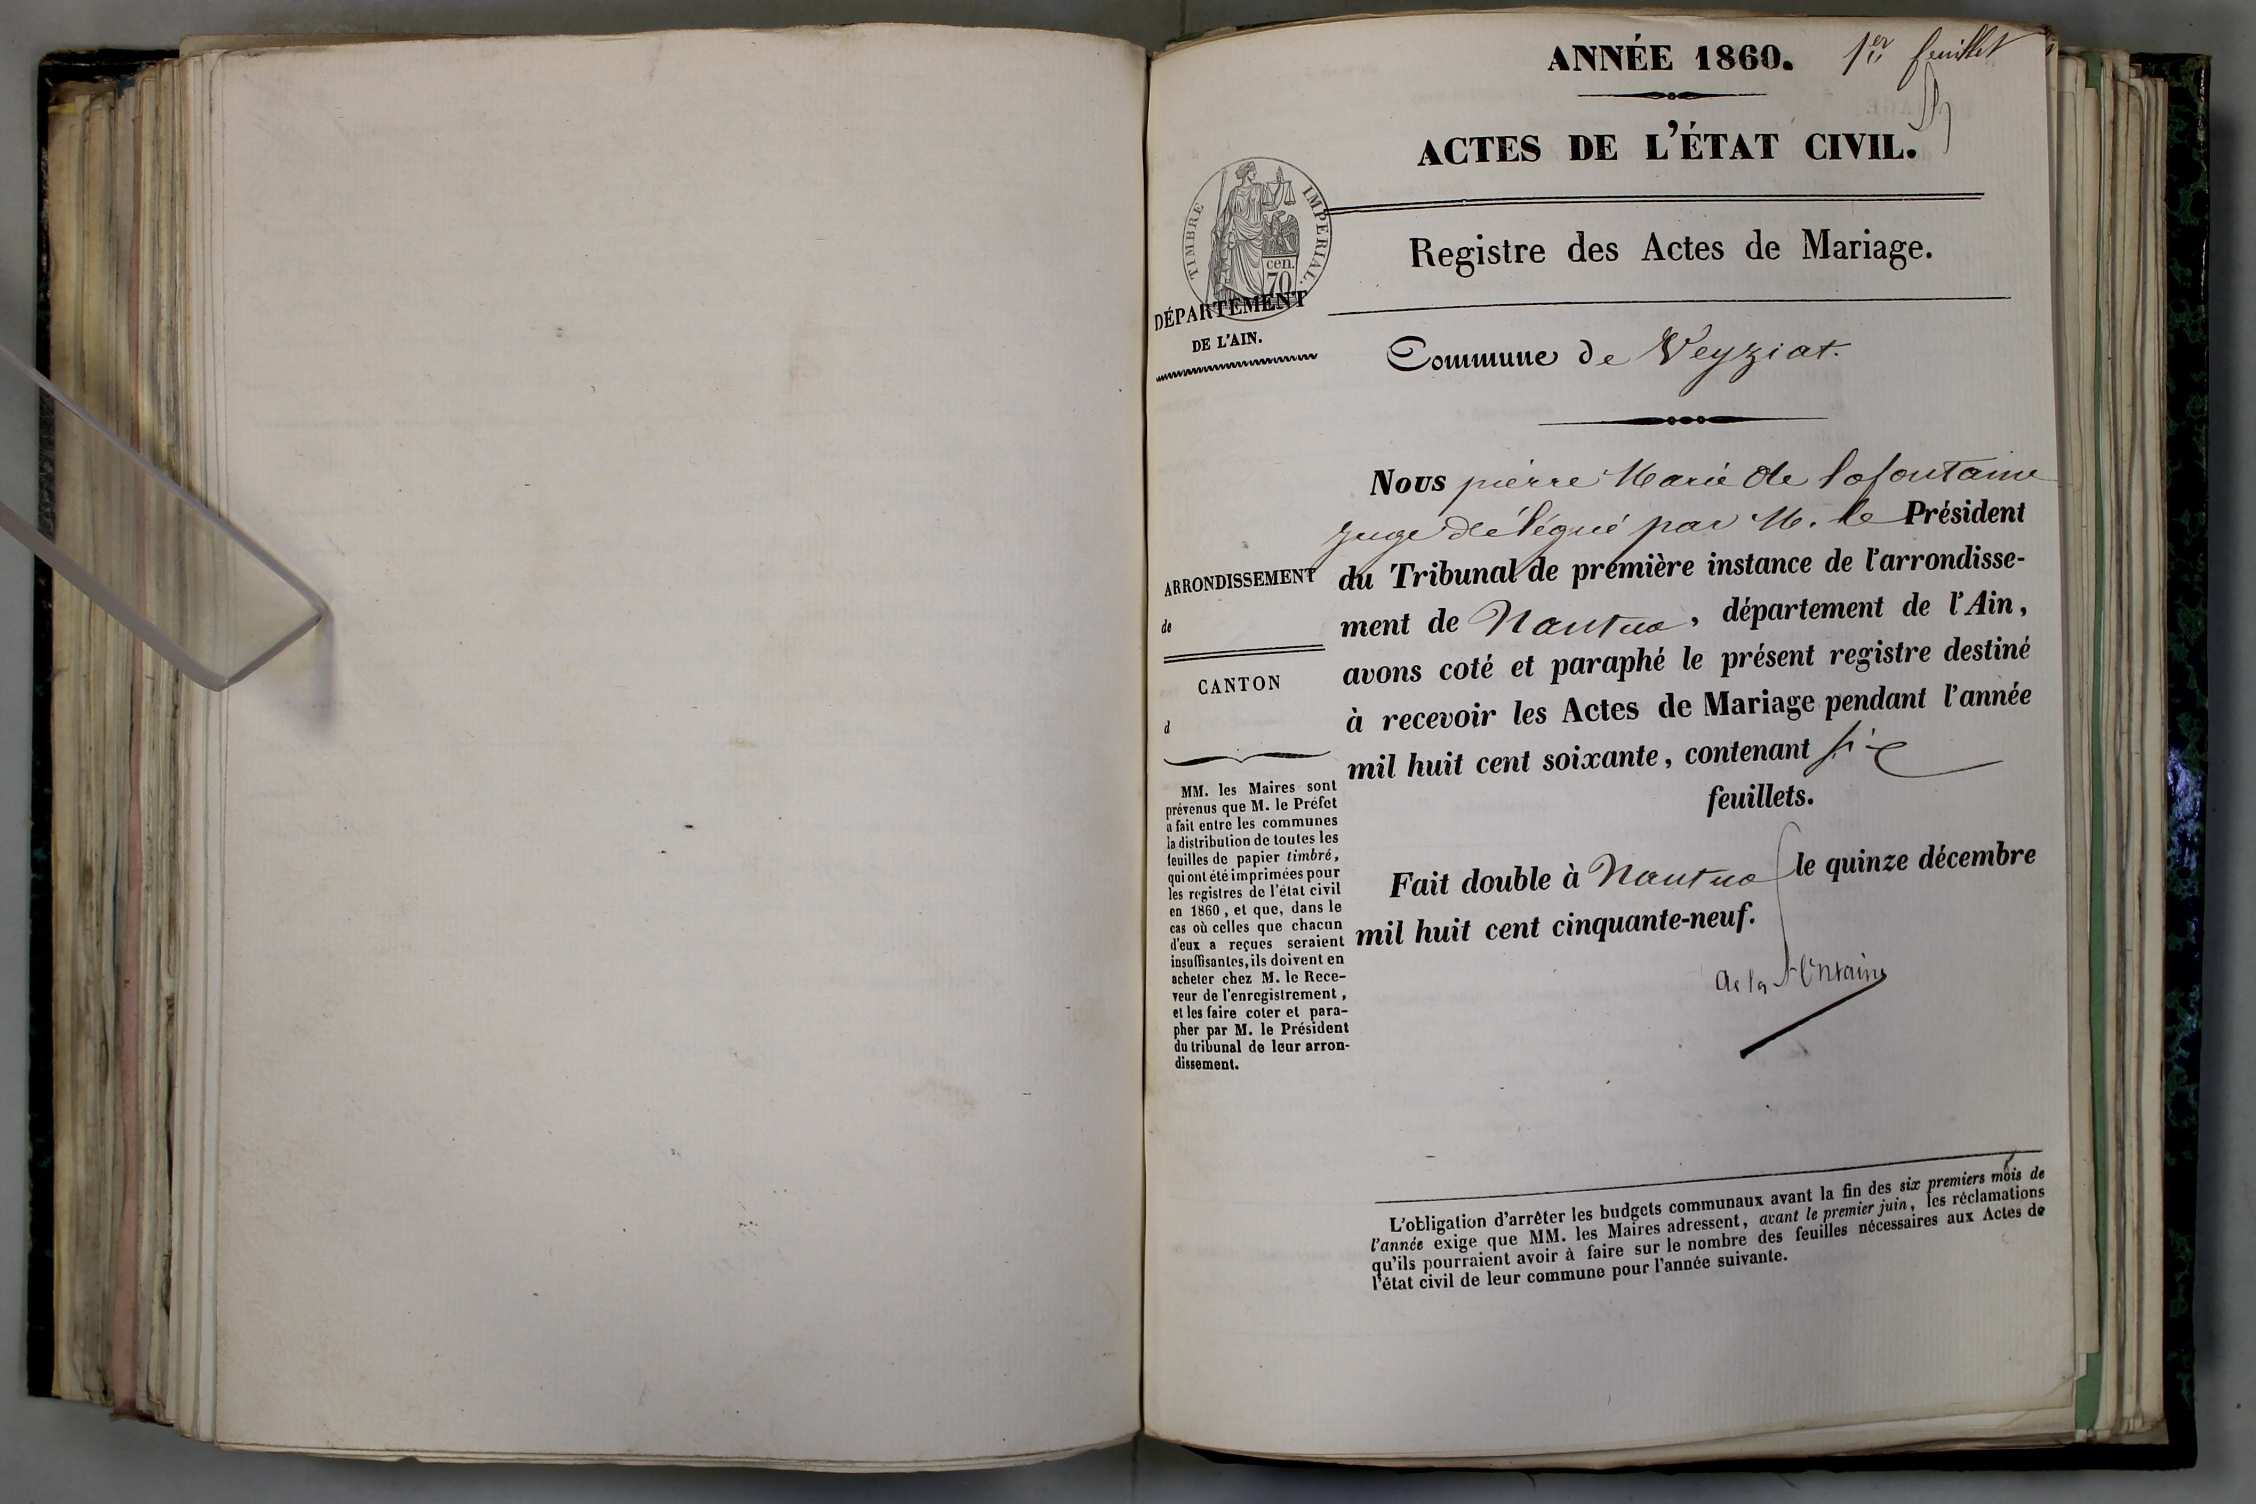 ANNÉE 1860. 1er feuillet
ACTES DE L'ÉTAT CIVIL.
TIMBRE IMPERIAL
cen.
70
Registre des Actes de Mariage.
DÉPARTEMENT
DE L'AIN.
Commune de Veyziat.
Nous pierre Marie de lafontaine
juge délégué par M. le Président
du Tribunal de première instance de l'arrondisse-
ment de Nantua, département de l'Ain,
avons coté et paraphé le présent registre destiné
à recevoir les Actes de Mariage pendant l'année
mil huit cent soixante, contenant six
feuillets.
Fait double à Nantua le quinze décembre
mil huit cent cinquante-neuf.
de la fontaine
ARRONDISSEMENT
de
CANTON
d
MM. les Maires sont
prévenus que M. le Préfet
a fait entre les communes
la distribution de toutes les
feuilles de papier timbré,
qui ont été imprimées pour
les registres de l'état civil
en 1860, et que, dans le
cas où celles que chacun
d'eux a reçues seraient
insuffisantes, ils doivent en
acheter chez M. le Rece-
veur de l'enregistrement,
et les faire coter et para-
pher par M. le Président
du tribunal de leur arron-
dissement.
L'obligation d'arrêter les budgets communaux avant la fin des six premiers mois de
l'année exige que MM. les Maires adressent, avant le premier juin, les réclamations
qu'ils pourraient avoir à faire sur le nombre des feuilles nécessaires aux Actes de
l'état civil de leur commune pour l'année suivante.